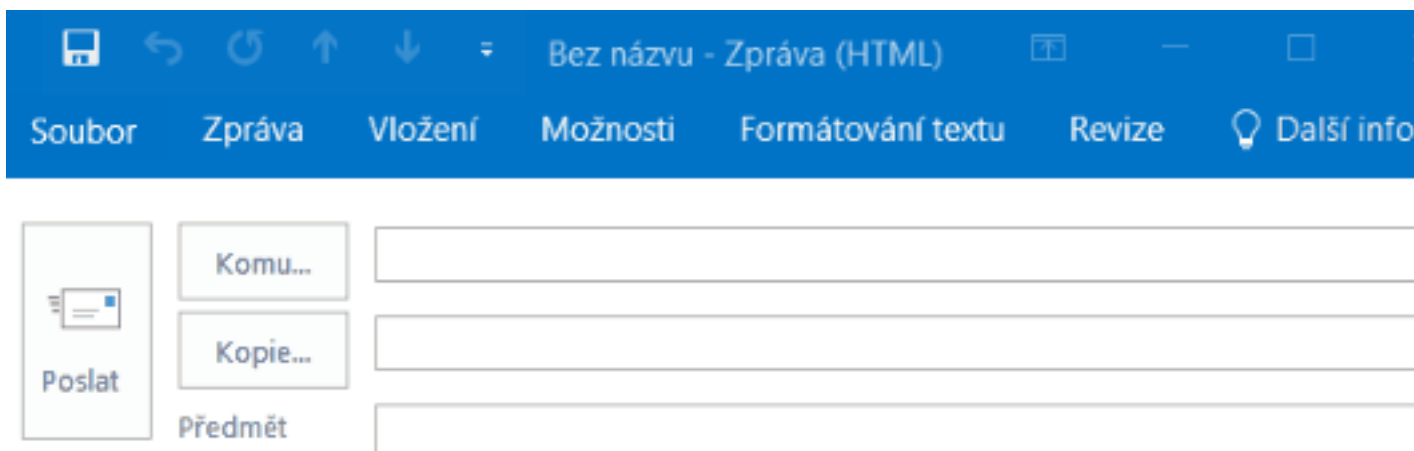 Bez názvu - Zpráva (HTML)
Soubor Zpráva Vložení Možnosti Formátování textu Revize Další info
Komu...
Kopie...
Poslat
Předmět